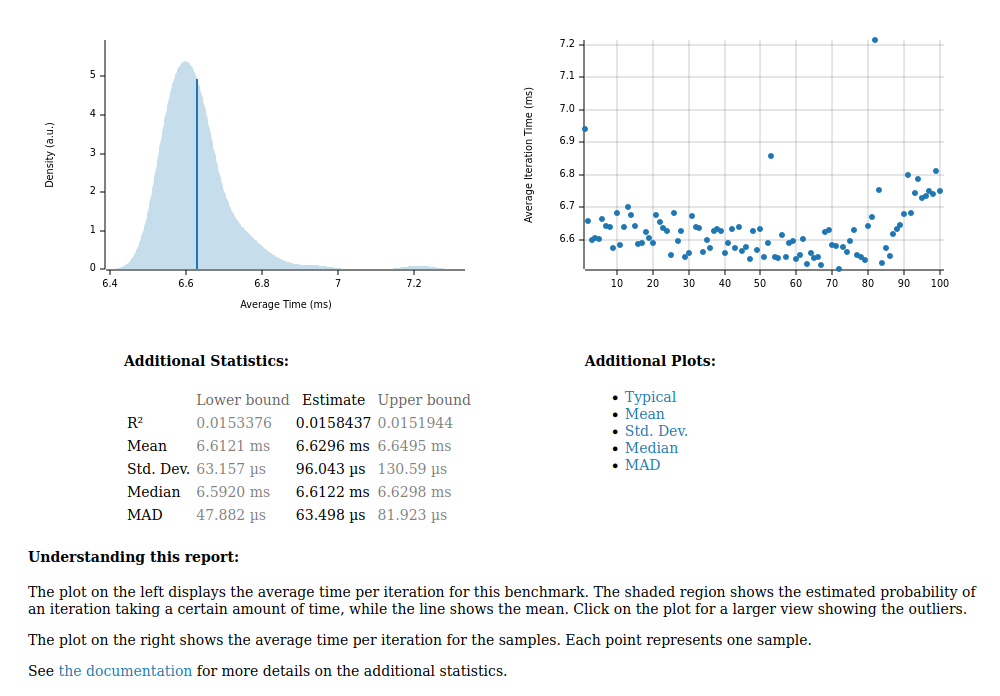 Density (a.u.)
5
4
3
2
1
0
6.4 6.6 6.8 7 7.2
Average Time (ms)
Average Iteration Time (ms)
7.2
7.1
7.0
6.9
6.8
6.7
6.6
10 20 30 40 50 60 70 80 90 100
Additional Statistics:
Lower bound Estimate Upper bound
R² 0.0153376 0.0158437 0.0151944
Mean 6.6121 ms 6.6296 ms 6.6495 ms
Std. Dev. 63.157 µs 96.043 µs 130.59 µs
Median 6.5920 ms 6.6122 ms 6.6298 ms
MAD 47.882 µs 63.498 µs 81.923 µs
Additional Plots:
• Typical
• Mean
• Std. Dev.
• Median
• MAD
Understanding this report:
The plot on the left displays the average time per iteration for this benchmark. The shaded region shows the estimated probability of
an iteration taking a certain amount of time, while the line shows the mean. Click on the plot for a larger view showing the outliers.
The plot on the right shows the average time per iteration for the samples. Each point represents one sample.
See the documentation for more details on the additional statistics.